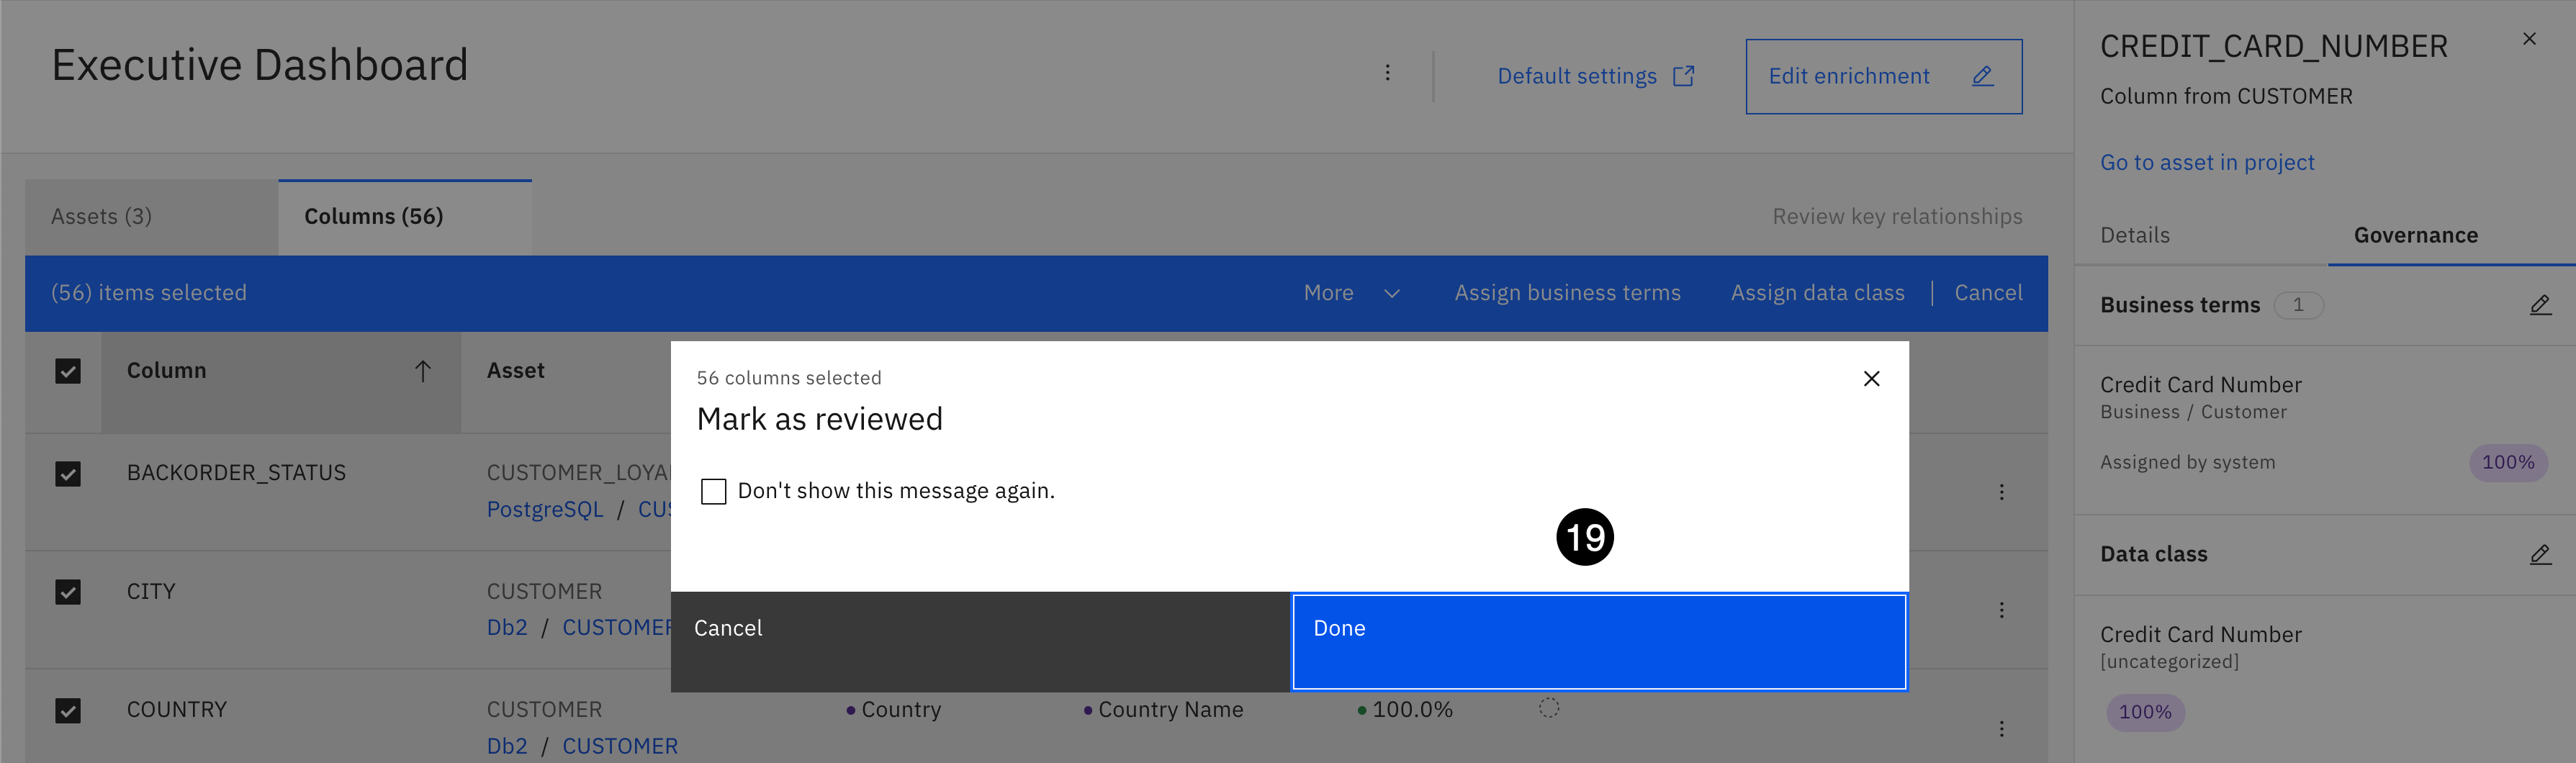 Executive Dashboard
Default settings
Edit enrichment
Assets (3)
Columns (56)
Review key relationships
(56) items selected
More
Assign business terms
Assign data class
Cancel
Column
Asset
BACKORDER_STATUS
CUSTOMER_LOYA
PostgreSQL / CUS
CITY
CUSTOMER
Db2 / CUSTOMER
COUNTRY
CUSTOMER
Db2 / CUSTOMER
Country
Country Name
100.0%
56 columns selected
Mark as reviewed
Don't show this message again.
19
Cancel
Done
CREDIT_CARD_NUMBER
Column from CUSTOMER
Go to asset in project
Details
Governance
Business terms 1
Credit Card Number
Business / Customer
Assigned by system
100%
Data class
Credit Card Number
[uncategorized]
100%